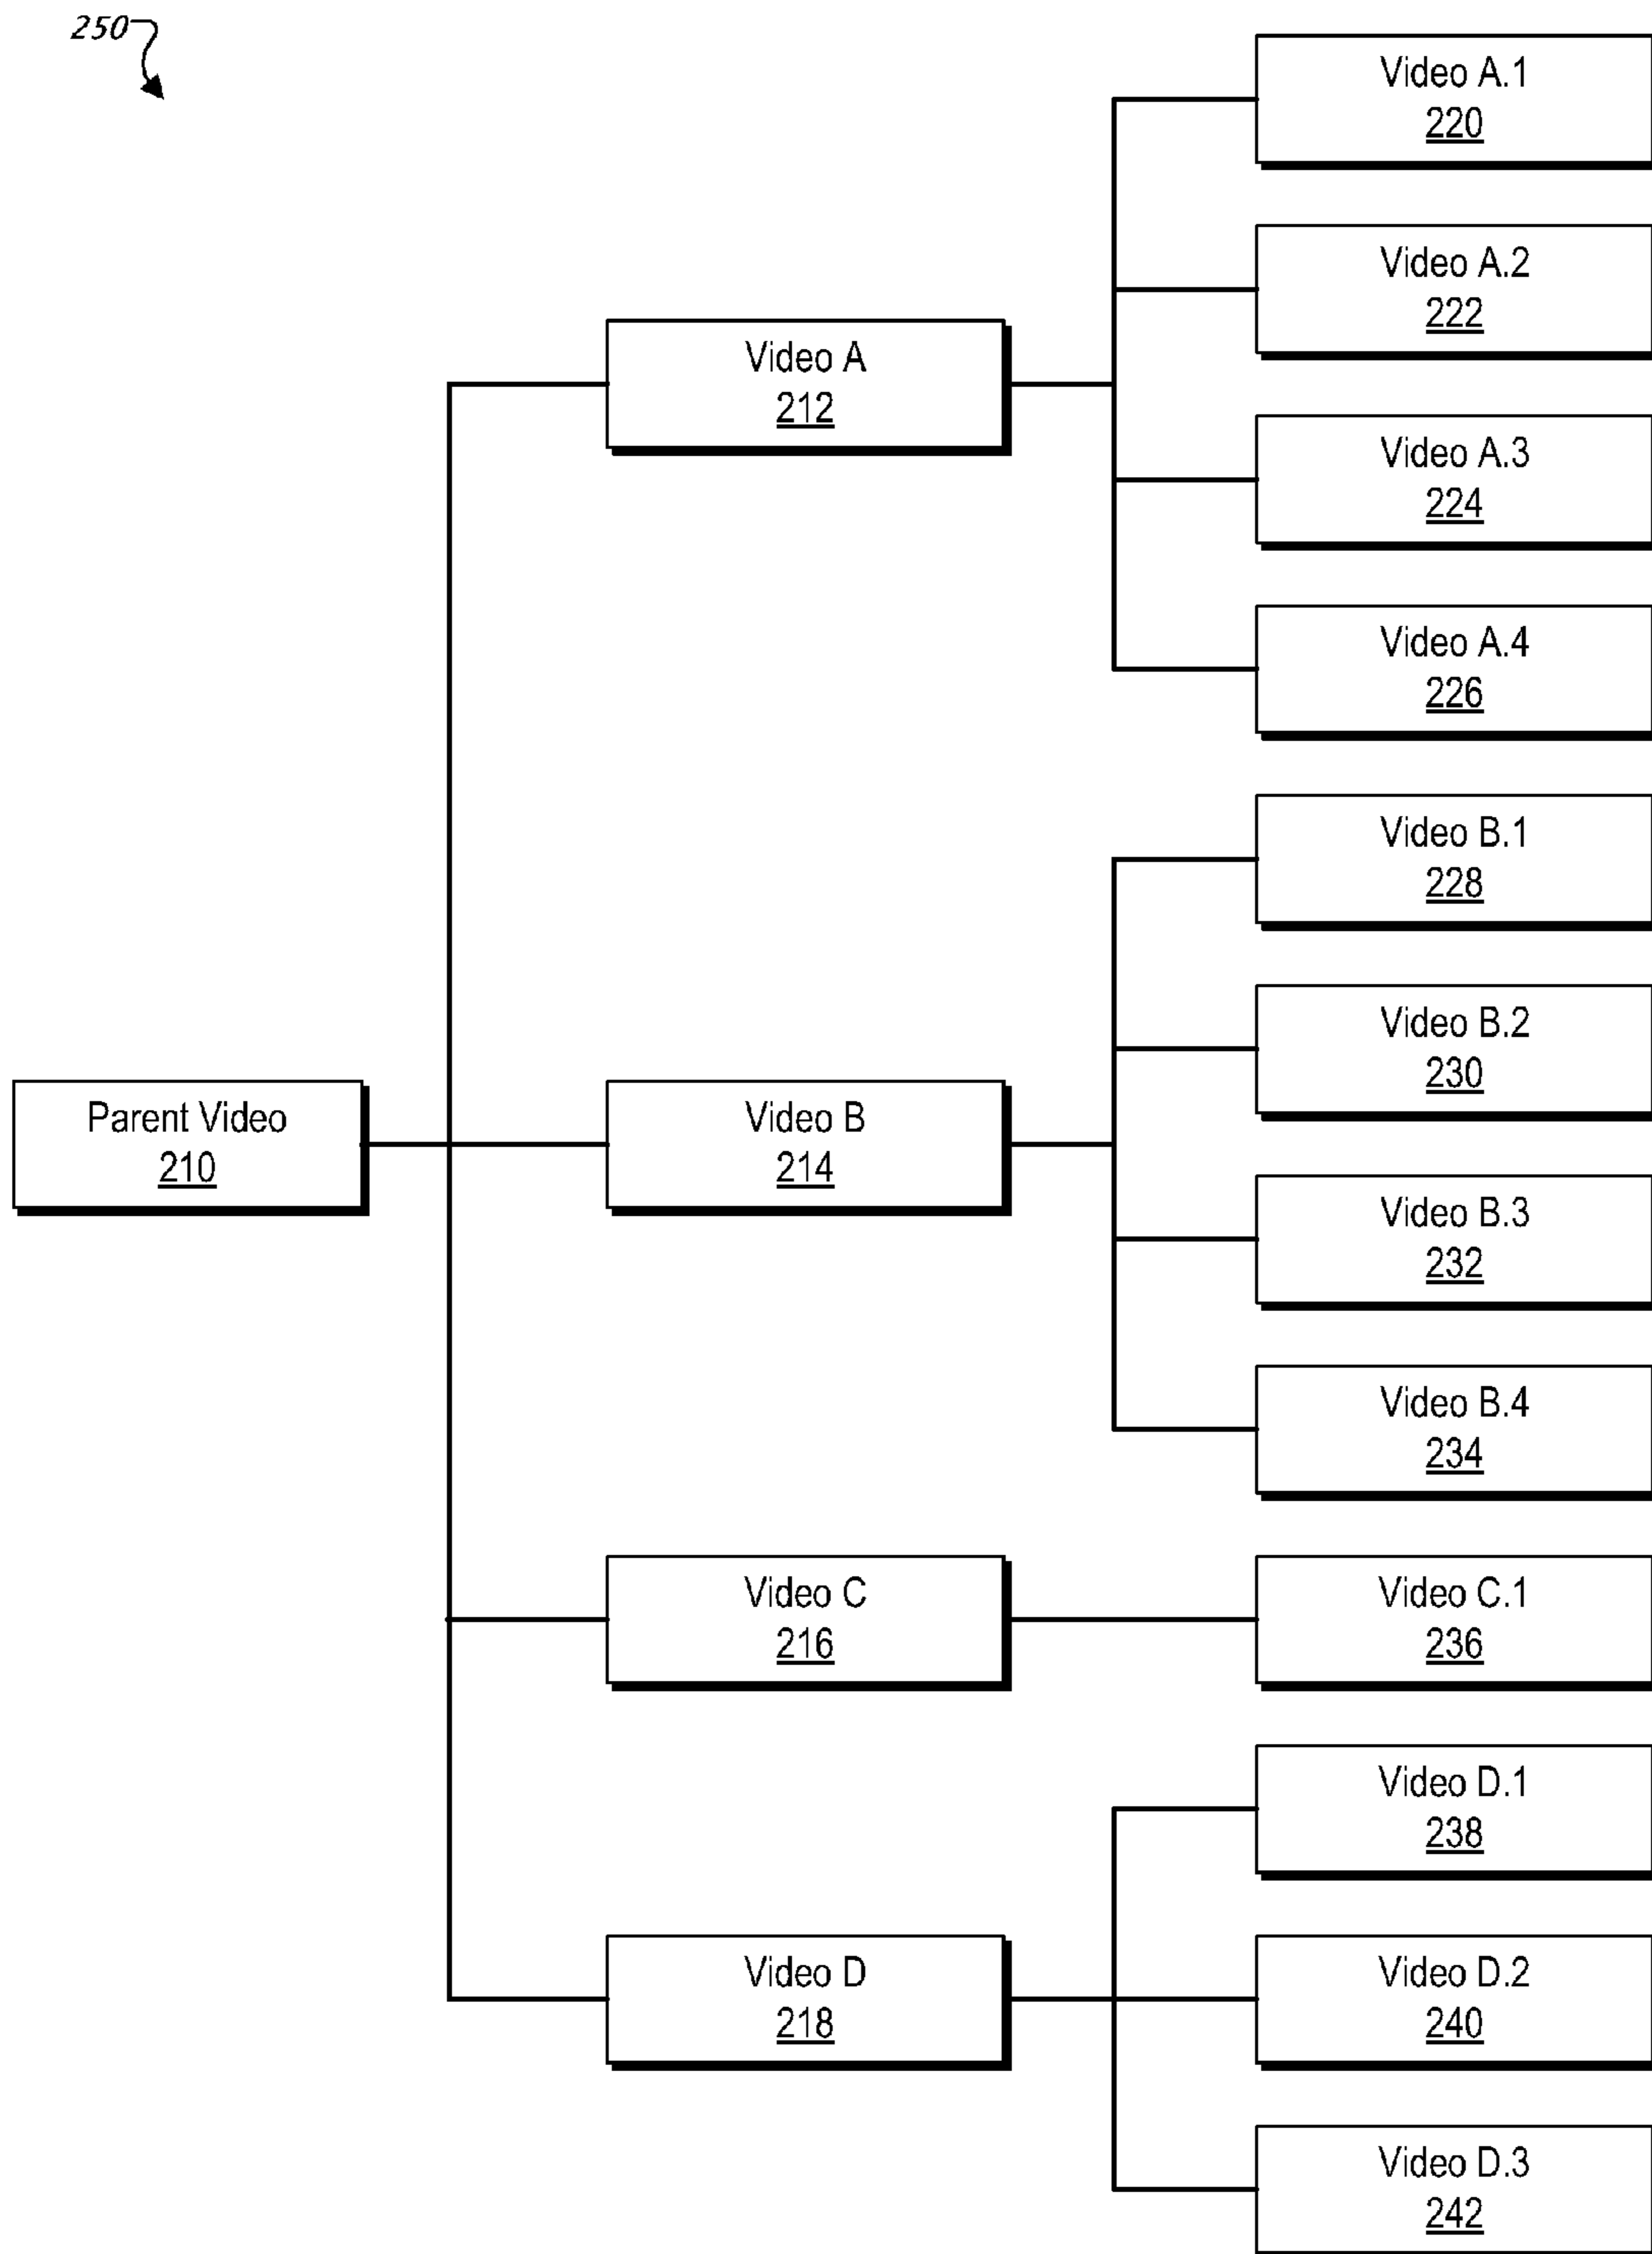 250
Video A.1
220
Video A.2
222
Video A
212
Video A.3
224
Video A.4
226
Video B.1
228
Video B.2
230
Parent Video
210
Video B
214
Video B.3
232
Video B.4
234
Video C
216
Video C.1
236
Video D.1
238
Video D
218
Video D.2
240
Video D.3
242